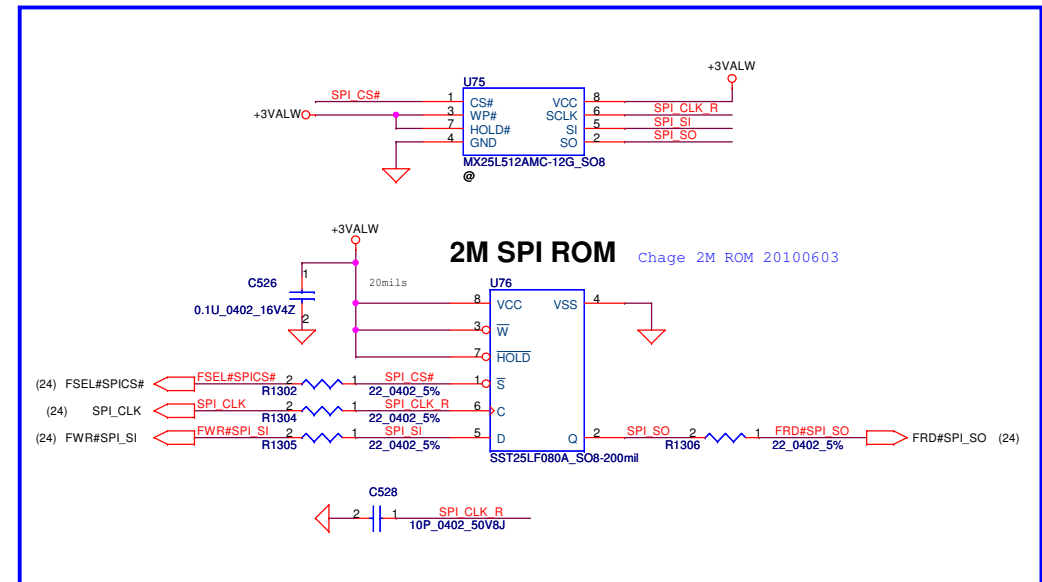 +3VALW
U75
SPI_CS# 1 CS# VCC 8
+3VALW 3 WP# SCLK 6 SPI_CLK_R
7 HOLD# SI 5 SPI_SI
4 GND SO 2 SPI_SO
MX25L512AMC-12G_SO8
@
+3VALW
2M SPI ROM Chage 2M ROM 20100603
C526 1 20mils U76
0.1U_0402_16V4Z 2
8 VCC VSS 4
3 W
7 HOLD
(24) FSEL#SPICS# FSEL#SPICS# 2 1 SPI_CS# 1 S
R1302 22_0402_5%
(24) SPI_CLK SPI_CLK 2 1 SPI_CLK_R 6 C
R1304 22_0402_5%
(24) FWR#SPI_SI FWR#SPI_SI 2 1 SPI_SI 5 D Q 2 SPI_SO 2 1 FRD#SPI_SO FRD#SPI_SO (24)
R1305 22_0402_5% R1306 22_0402_5%
SST25LF080A_SO8-200mil
C528
2 1 SPI_CLK_R
10P_0402_50V8J